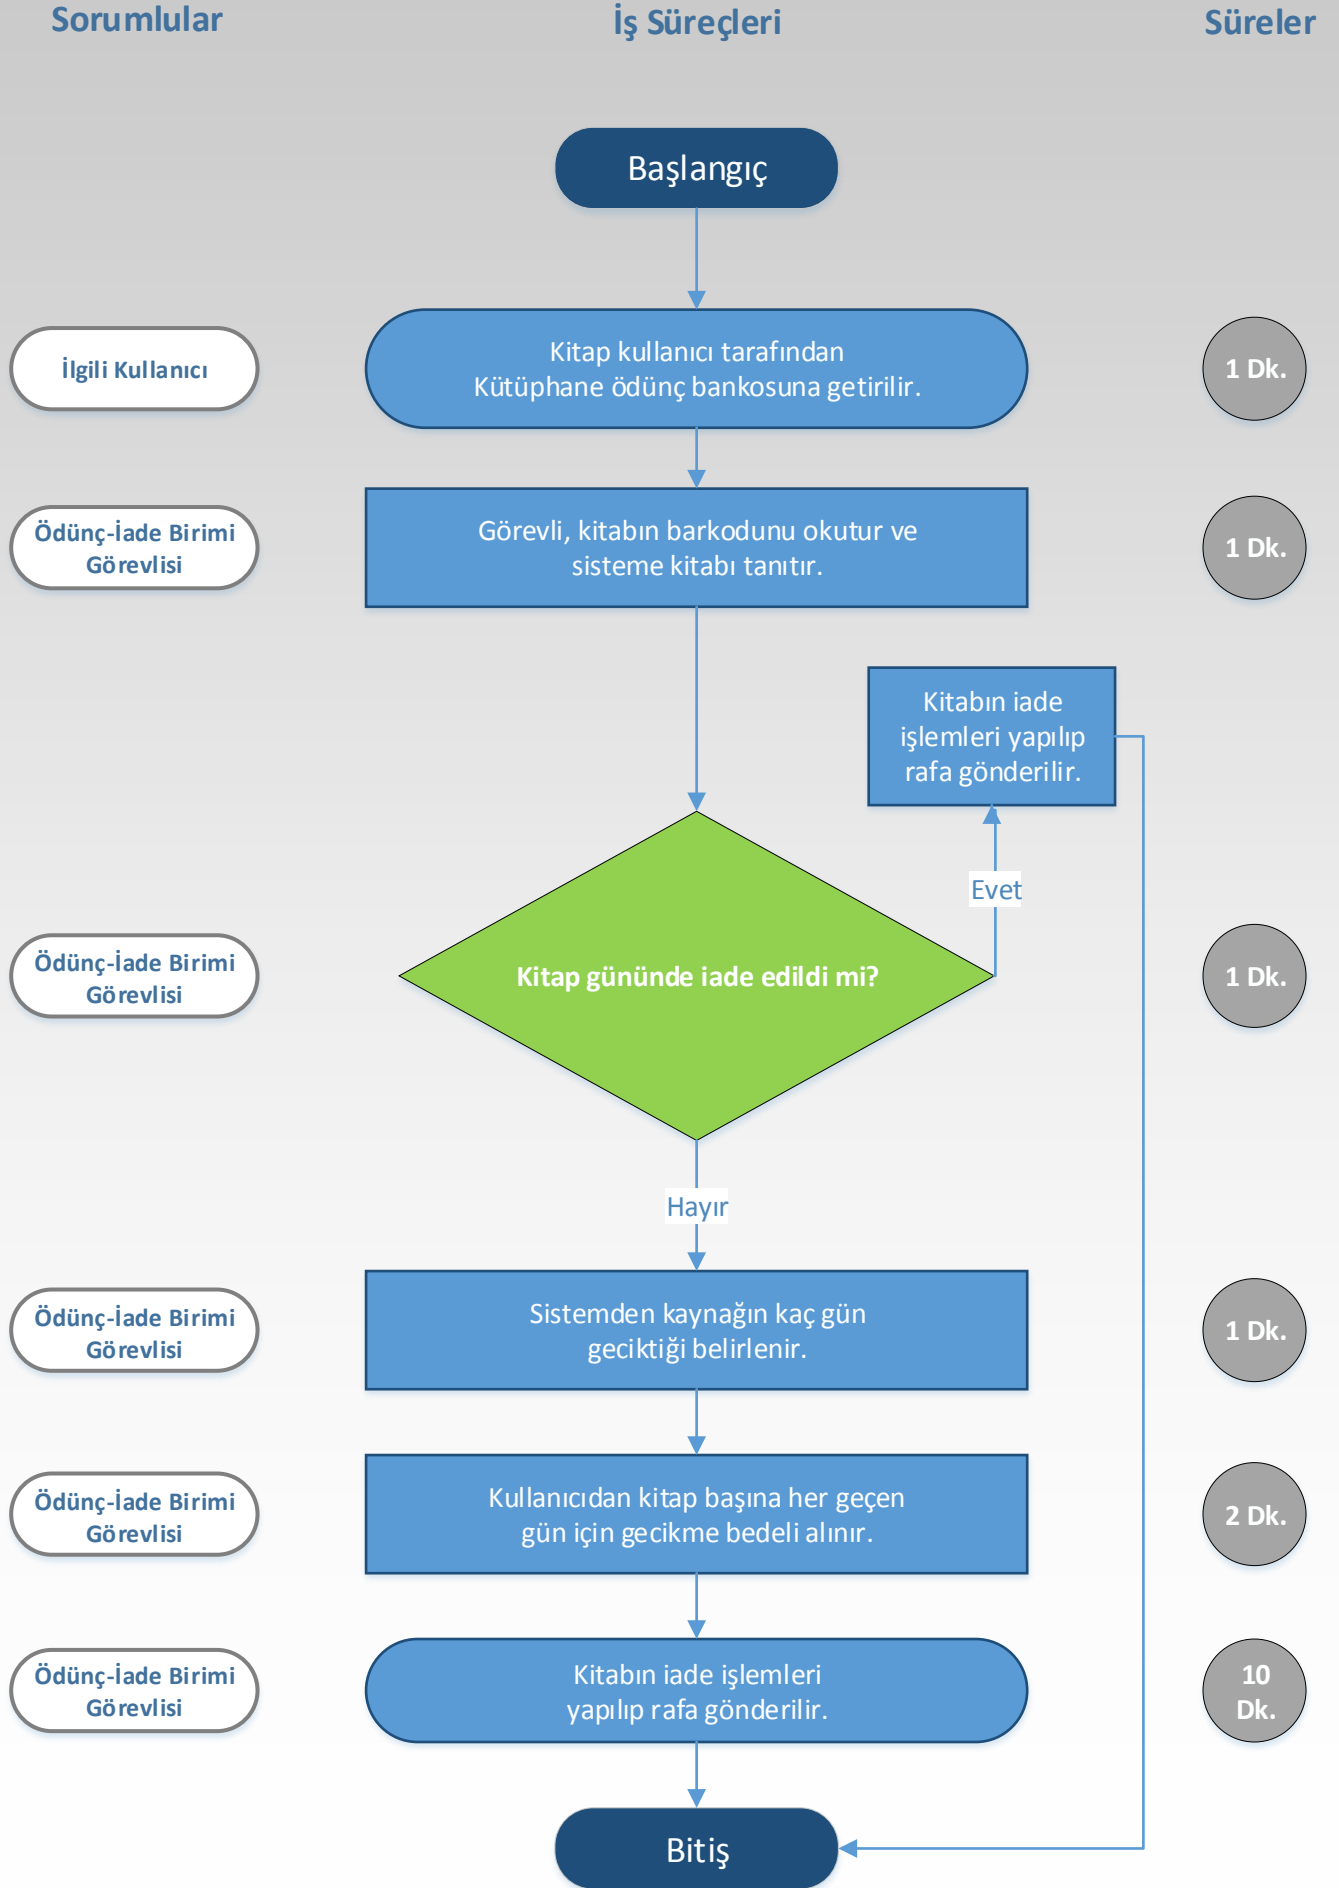 Sorumlular
İş Süreçleri
Süreler
Başlangıç
İlgili Kullanıcı
Kitap kullanıcı tarafından
Kütüphane ödünç bankosuna getirilir.
1 Dk.
Ödünç-İade Birimi
Görevlisi
Görevli, kitabın barkodunu okutur ve
sisteme kitabı tanıtır.
1 Dk.
Kitabın iade
işlemleri yapılıp
rafa gönderilir.
Evet
Ödünç-İade Birimi
Görevlisi
Kitap gününde iade edildi mi?
1 Dk.
Hayır
Ödünç-İade Birimi
Görevlisi
Sistemden kaynağın kaç gün
geciktiği belirlenir.
1 Dk.
Ödünç-İade Birimi
Görevlisi
Kullanıcıdan kitap başına her geçen
gün için gecikme bedeli alınır.
2 Dk.
Ödünç-İade Birimi
Görevlisi
Kitabın iade işlemleri
yapılıp rafa gönderilir.
10
Dk.
Bitiş